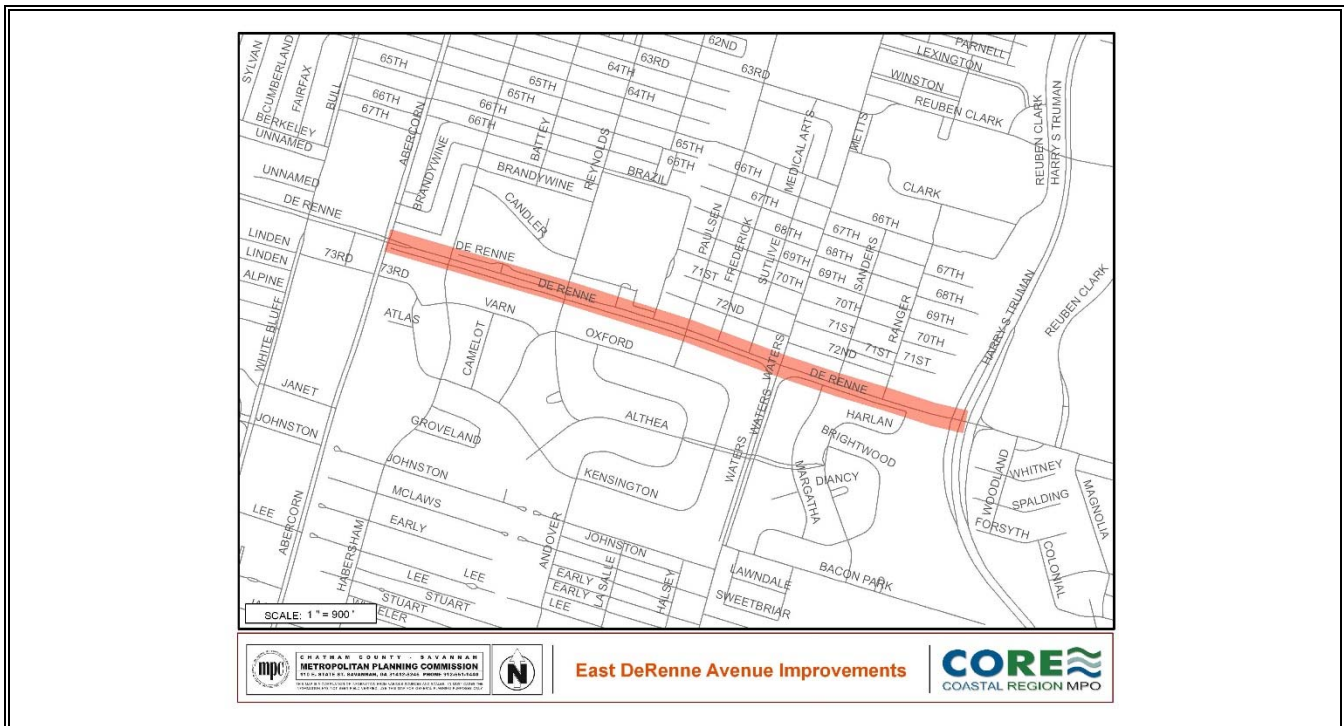 SYLVAN
CUMBERLAND
FAIRFAX
BULL
65TH
66TH
67TH
BERKELEY
UNNAMED
UNNAMED
DE RENNE
ABERCORN
BRANDYWINE
66TH
65TH
65TH
66TH
BATTEY
BRANDYWINE
CANDLER
64TH
64TH
63RD
62ND
63RD
REYNOLDS
BRAZIL
65TH
66TH
66TH
67TH
68TH
69TH
70TH
71ST
72ND
PAULSEN
FREDERICK
SUTLIVE
MEDICAL ARTS
METTS
PARNELL
LEXINGTON
WINSTON
REUBEN CLARK
REUBEN CLARK
HARRY S TRUMAN
CLARK
66TH
67TH
68TH
69TH
70TH
71ST
72ND
71ST
SANDERS
RANGER
67TH
68TH
69TH
70TH
71ST
HARRY S TRUMAN
REUBEN CLARK
LINDEN
LINDEN
ALPINE
73RD
73RD
DE RENNE
DE RENNE
DE RENNE
WHITE BLUFF
ATLAS
VARN
CAMELOT
OXFORD
WATERS
WATERS
WATERS
JANET
JOHNSTON
GROVELAND
ALTHEA
KENSINGTON
HARLAN
BRIGHTWOOD
DIANCY
MARGATHA
WOODLAND
WHITNEY
SPALDING
FORSYTH
MAGNOLIA
COLONIAL
JOHNSTON
MCLAWS
EARLY
LEE
ABERCORN
HABERSHAM
LEE
LEE
STUART
STUART
WHEELER
ANDOVER
JOHNSTON
EARLY
EARLY
LEE
LA SALLE
HALSEY
LAWNDALE
SWEETBRIAR
BACON PARK
SCALE: 1 " = 900 '
mpc
CHATHAM COUNTY - SAVANNAH
METROPOLITAN PLANNING COMMISSION
N
East DeRenne Avenue Improvements
CORE
COASTAL REGION MPO